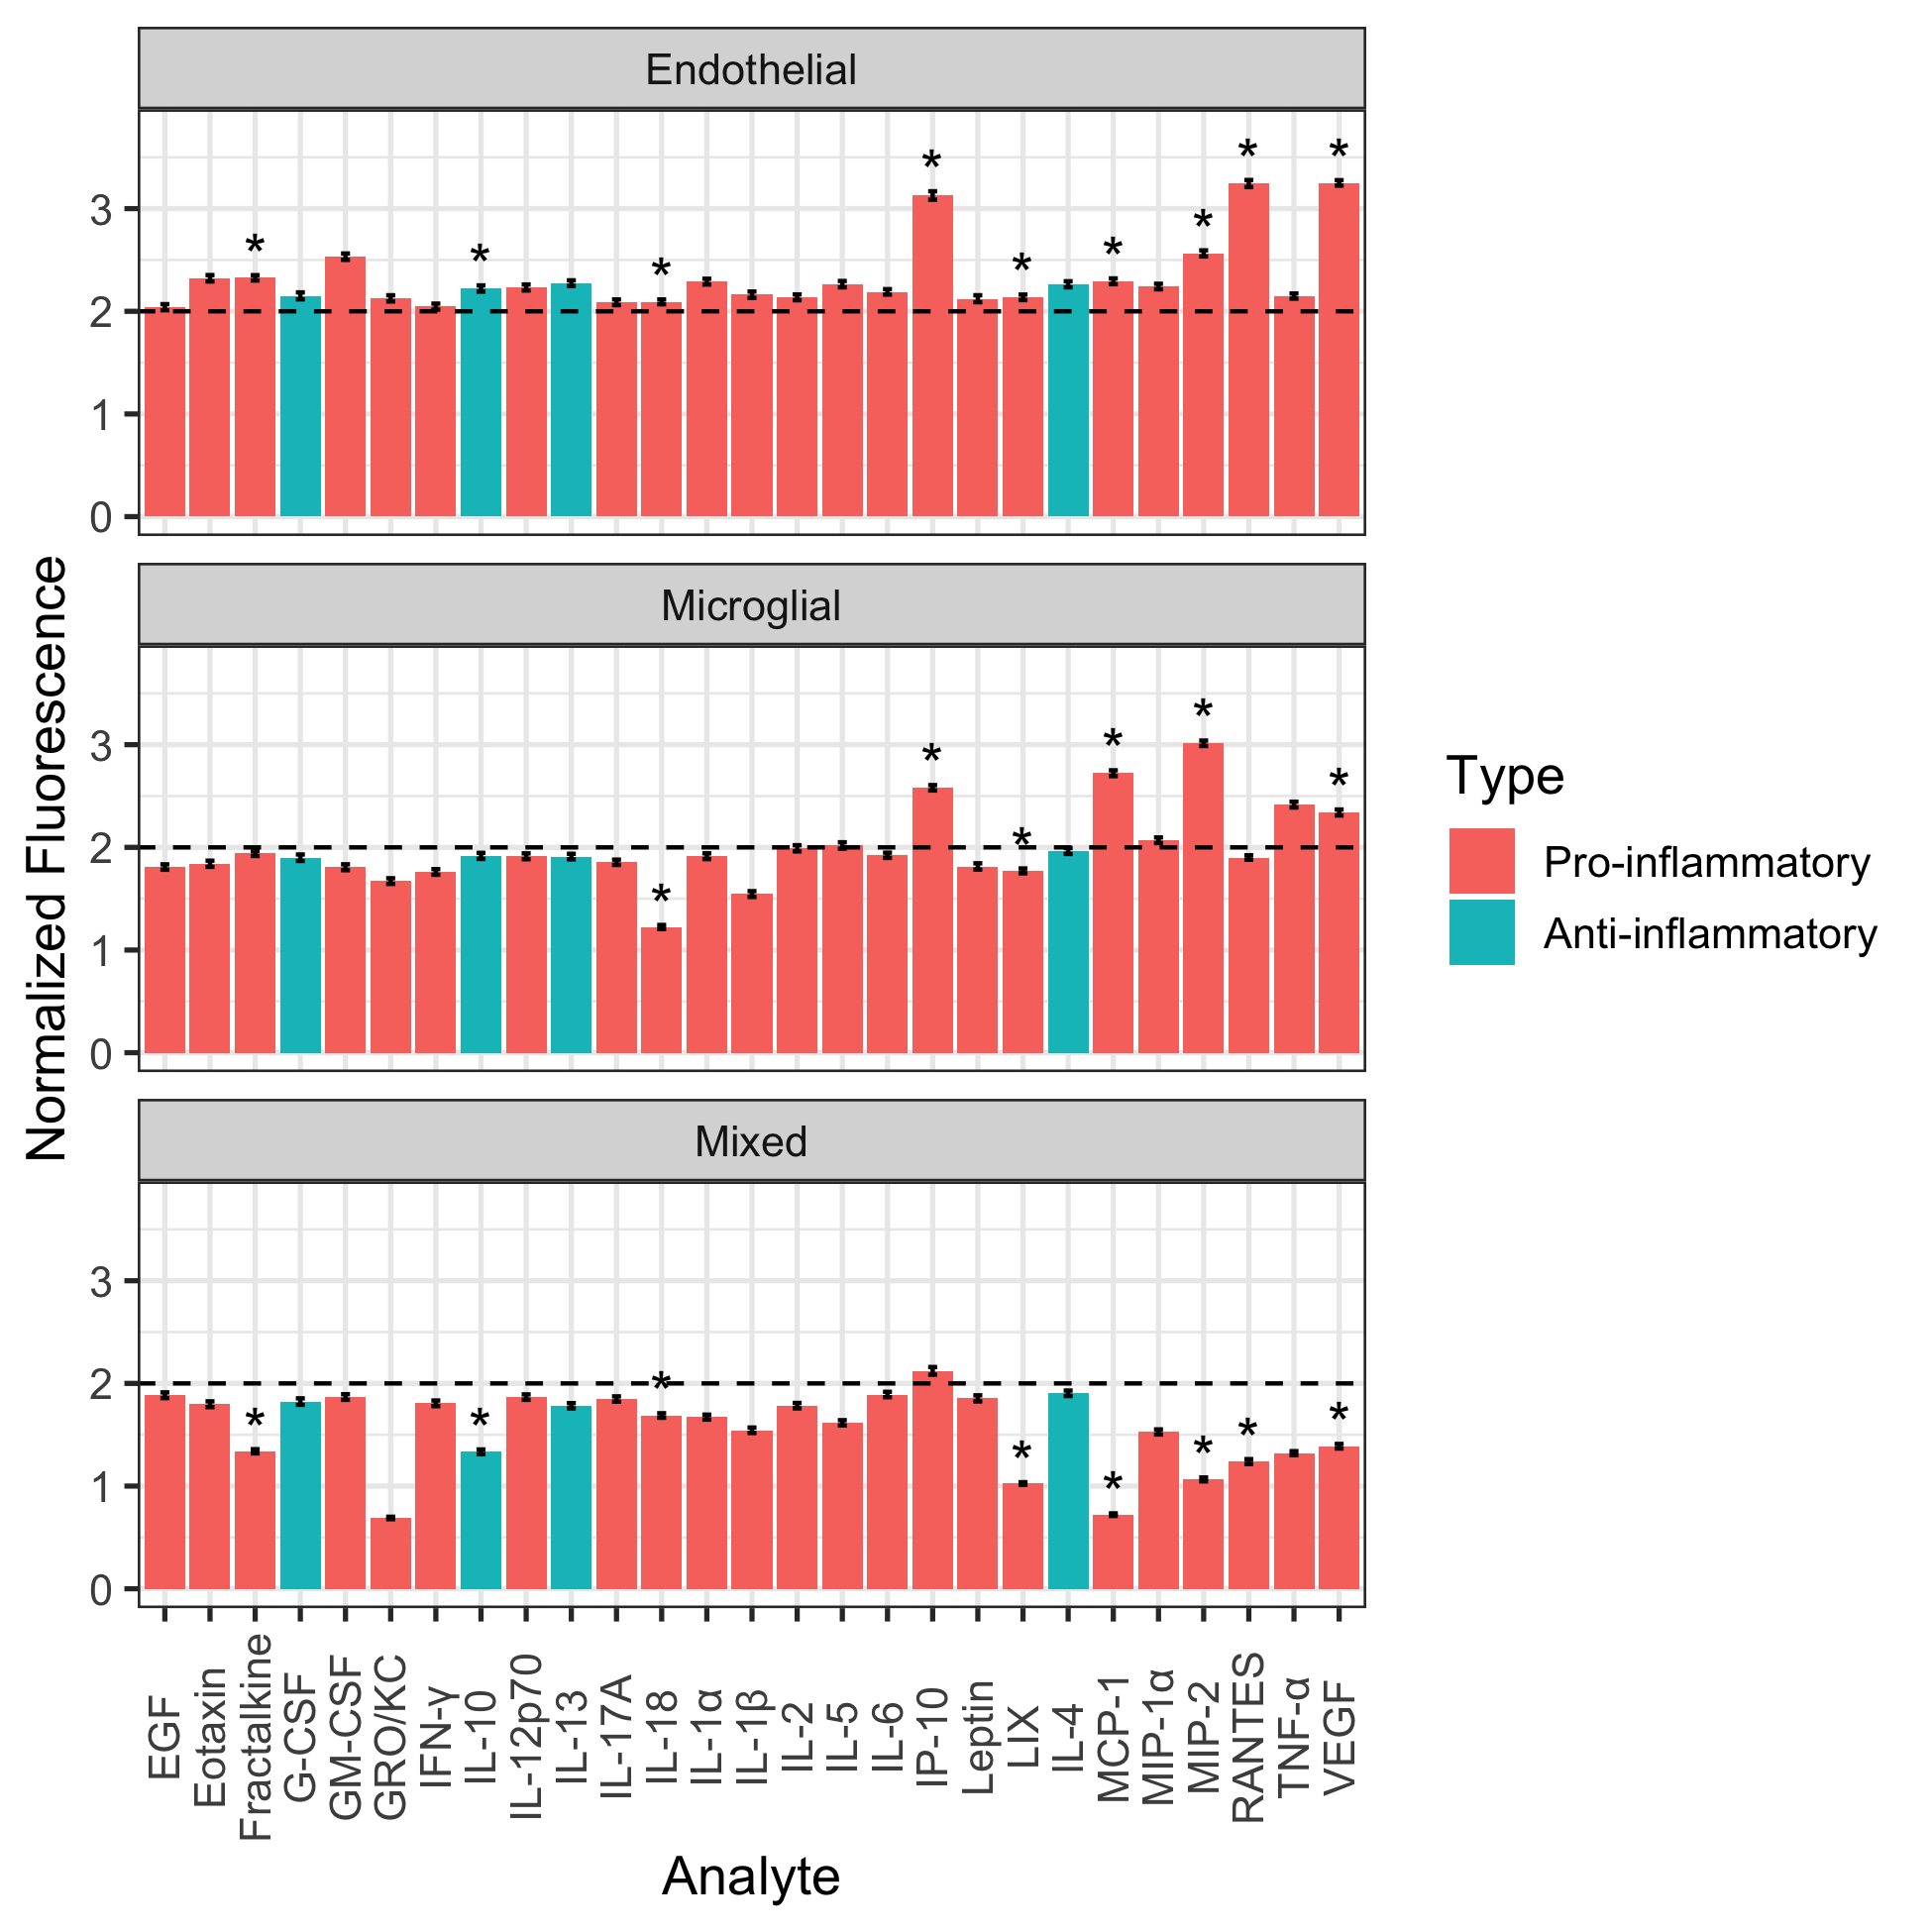 Endothelial
*
*
*
*
*
*
*
*
*
3
2
1
0
Microglial
*
*
*
*
*
*
3
2
1
0
Mixed
*
*
*
*
*
*
*
*
3
2
1
0
EGF
Eotaxin
Fractalkine
G-CSF
GM-CSF
GRO/KC
IFN-γ
IL-10
IL-12p70
IL-13
IL-17A
IL-18
IL-1α
IL-1β
IL-2
IL-5
IL-6
IP-10
Leptin
LIX
IL-4
MCP-1
MIP-1α
MIP-2
RANTES
TNF-α
VEGF
Analyte
Normalized Fluorescence
Type
Pro-inflammatory
Anti-inflammatory